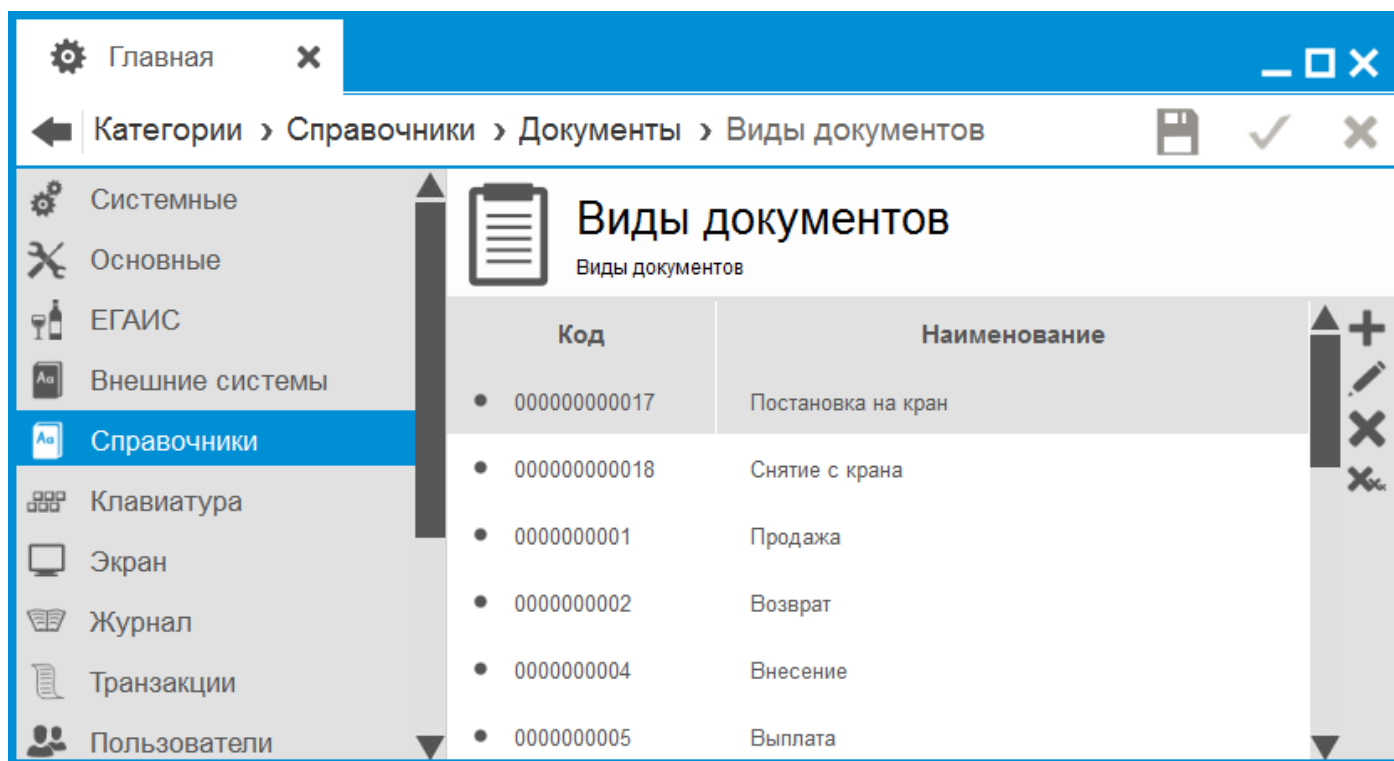 Главная
Категории › Справочники › Документы › Виды документов
Системные
Основные
ЕГАИС
Внешние системы
Справочники
Клавиатура
Экран
Журнал
Транзакции
Пользователи
Виды документов
Виды документов
Код Наименование
000000000017 Постановка на кран
000000000018 Снятие с крана
0000000001 Продажа
0000000002 Возврат
0000000004 Внесение
0000000005 Выплата